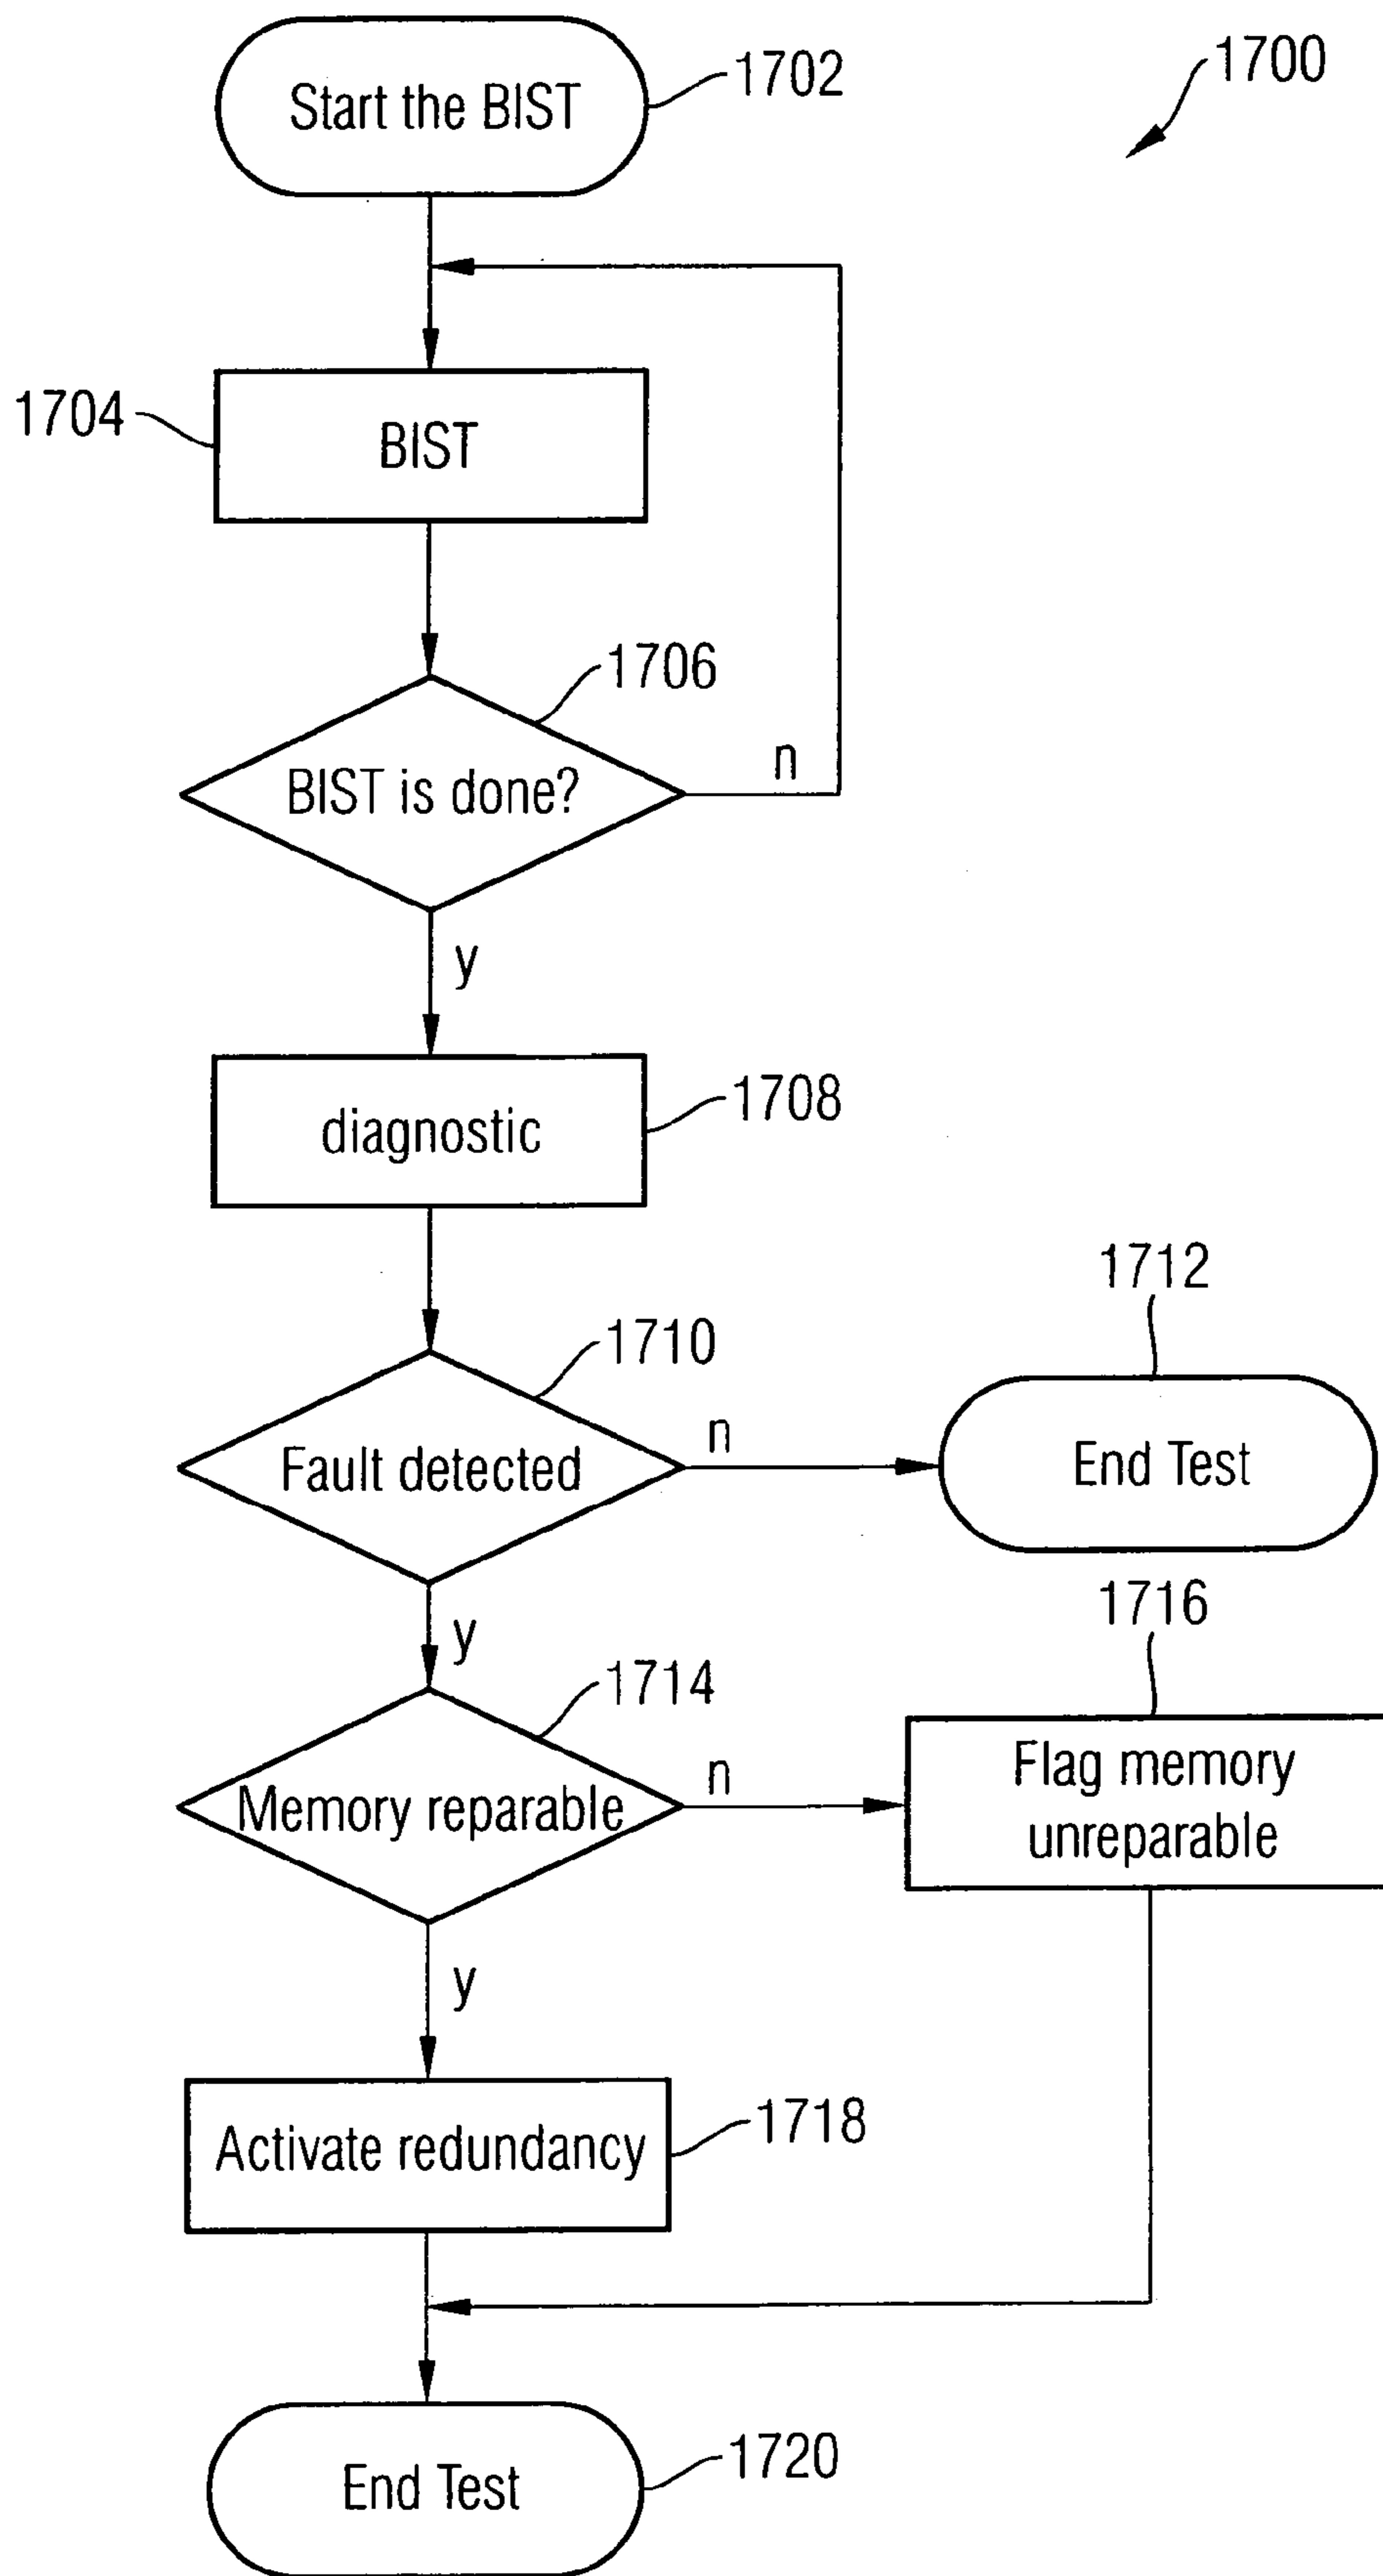 1700
Start the BIST
1702
1704
BIST
1706
BIST is done?
n
y
diagnostic
1708
1710
Fault detected
n
1712
End Test
y
1714
Memory reparable
n
1716
Flag memory
unreparable
y
Activate redundancy
1718
End Test
1720